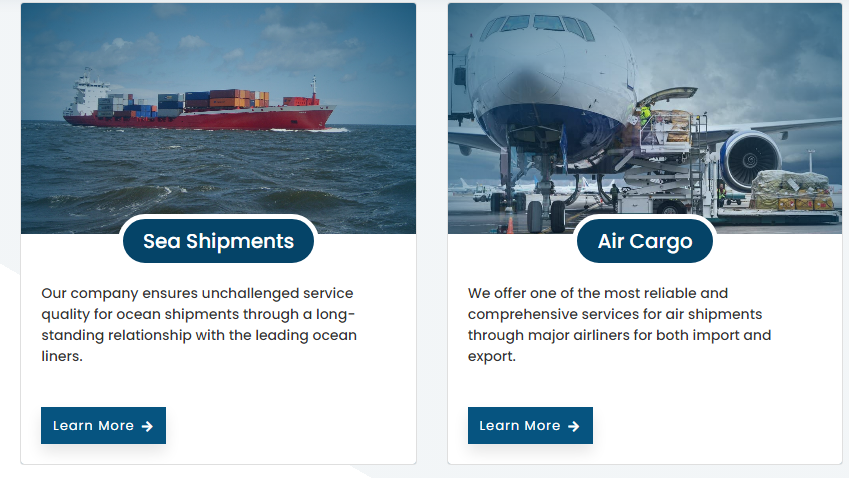 Sea Shipments
Our company ensures unchallenged service
quality for ocean shipments through a long-
standing relationship with the leading ocean
liners.
Learn More
Air Cargo
We offer one of the most reliable and
comprehensive services for air shipments
through major airliners for both import and
export.
Learn More